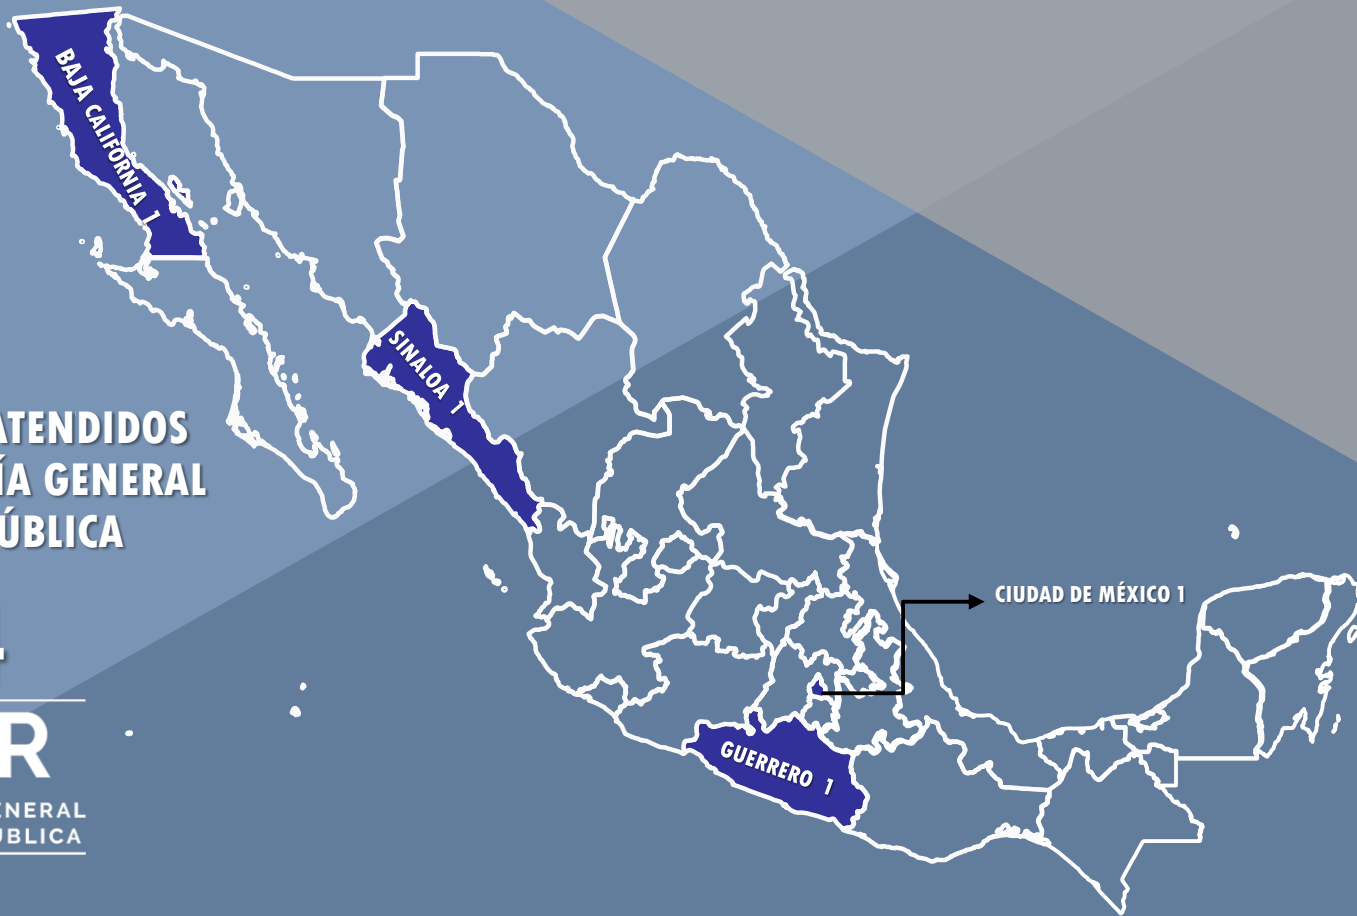 BAJA CALIFORNIA 1
SINALOA 1
ATENDIDOS
ÍA GENERAL
ÚBLICA
CIUDAD DE MÉXICO 1
R
GUERRERO 1
ENERAL
ÚBLICA